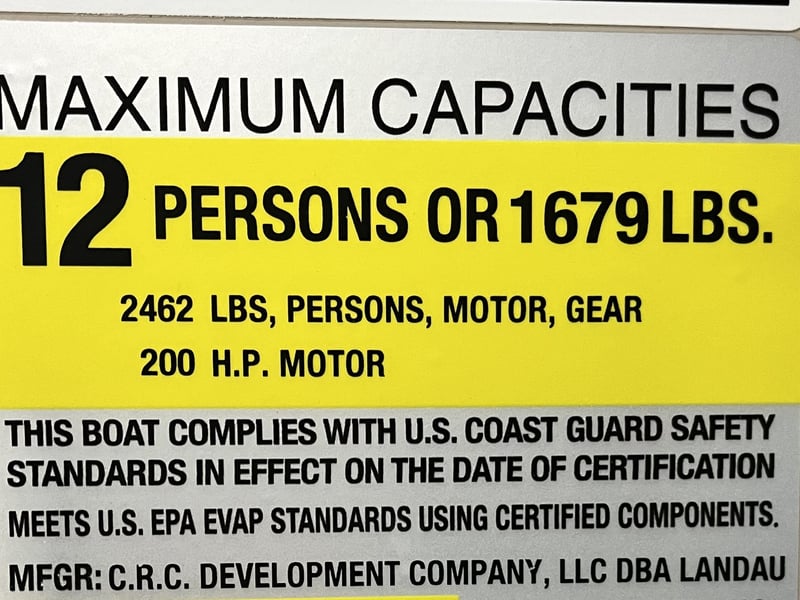 MAXIMUM CAPACITIES
12 PERSONS OR 1679 LBS.
2462 LBS, PERSONS, MOTOR, GEAR
200 H.P. MOTOR
THIS BOAT COMPLIES WITH U.S. COAST GUARD SAFETY
STANDARDS IN EFFECT ON THE DATE OF CERTIFICATION
MEETS U.S. EPA EVAP STANDARDS USING CERTIFIED COMPONENTS.
MFGR: C.R.C. DEVELOPMENT COMPANY, LLC DBA LANDAU